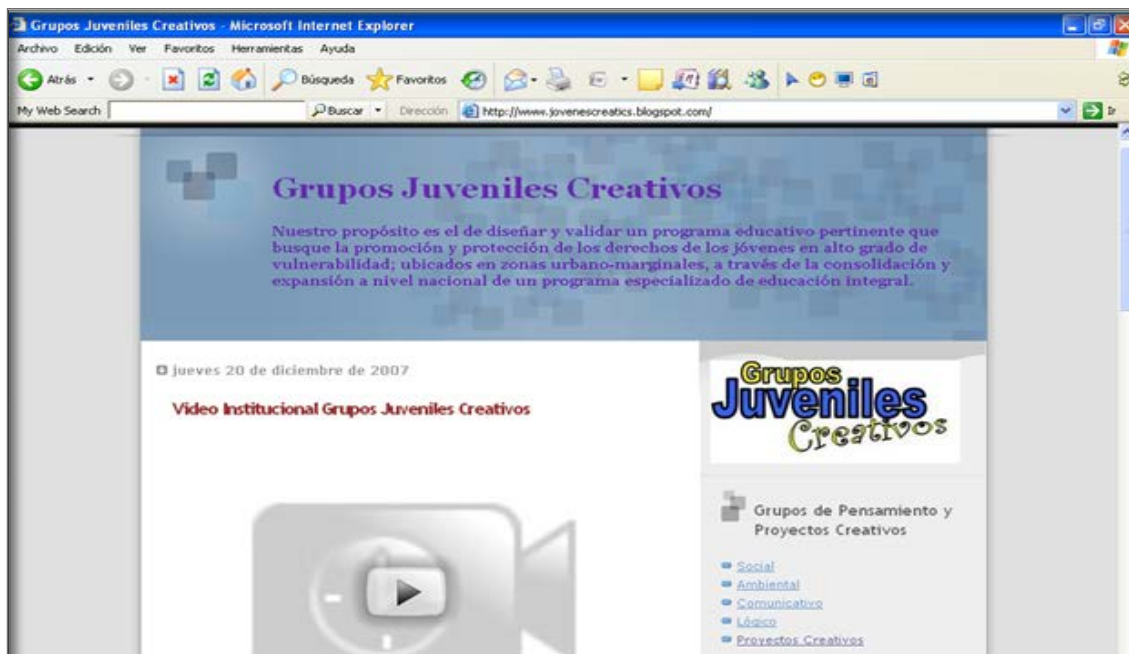 Grupos Juveniles Creativos - Microsoft Internet Explorer
Archivo Edición Ver Favoritos Herramientas Ayuda
Atrás Búsqueda Favoritos
My Web Search Buscar Dirección http://www.jovenescreatics.blogspot.com/ Ir
Grupos Juveniles Creativos
Nuestro propósito es el de diseñar y validar un programa educativo pertinente que
busque la promoción y protección de los derechos de los jóvenes en alto grado de
vulnerabilidad; ubicados en zonas urbano-marginales, a través de la consolidación y
expansión a nivel nacional de un programa especializado de educación integral.
jueves 20 de diciembre de 2007
Video Institucional Grupos Juveniles Creativos
Grupos
Juveniles
Creativos
Grupos de Pensamiento y
Proyectos Creativos
Social
Ambiental
Comunicativo
Lógico
Proyectos Creativos